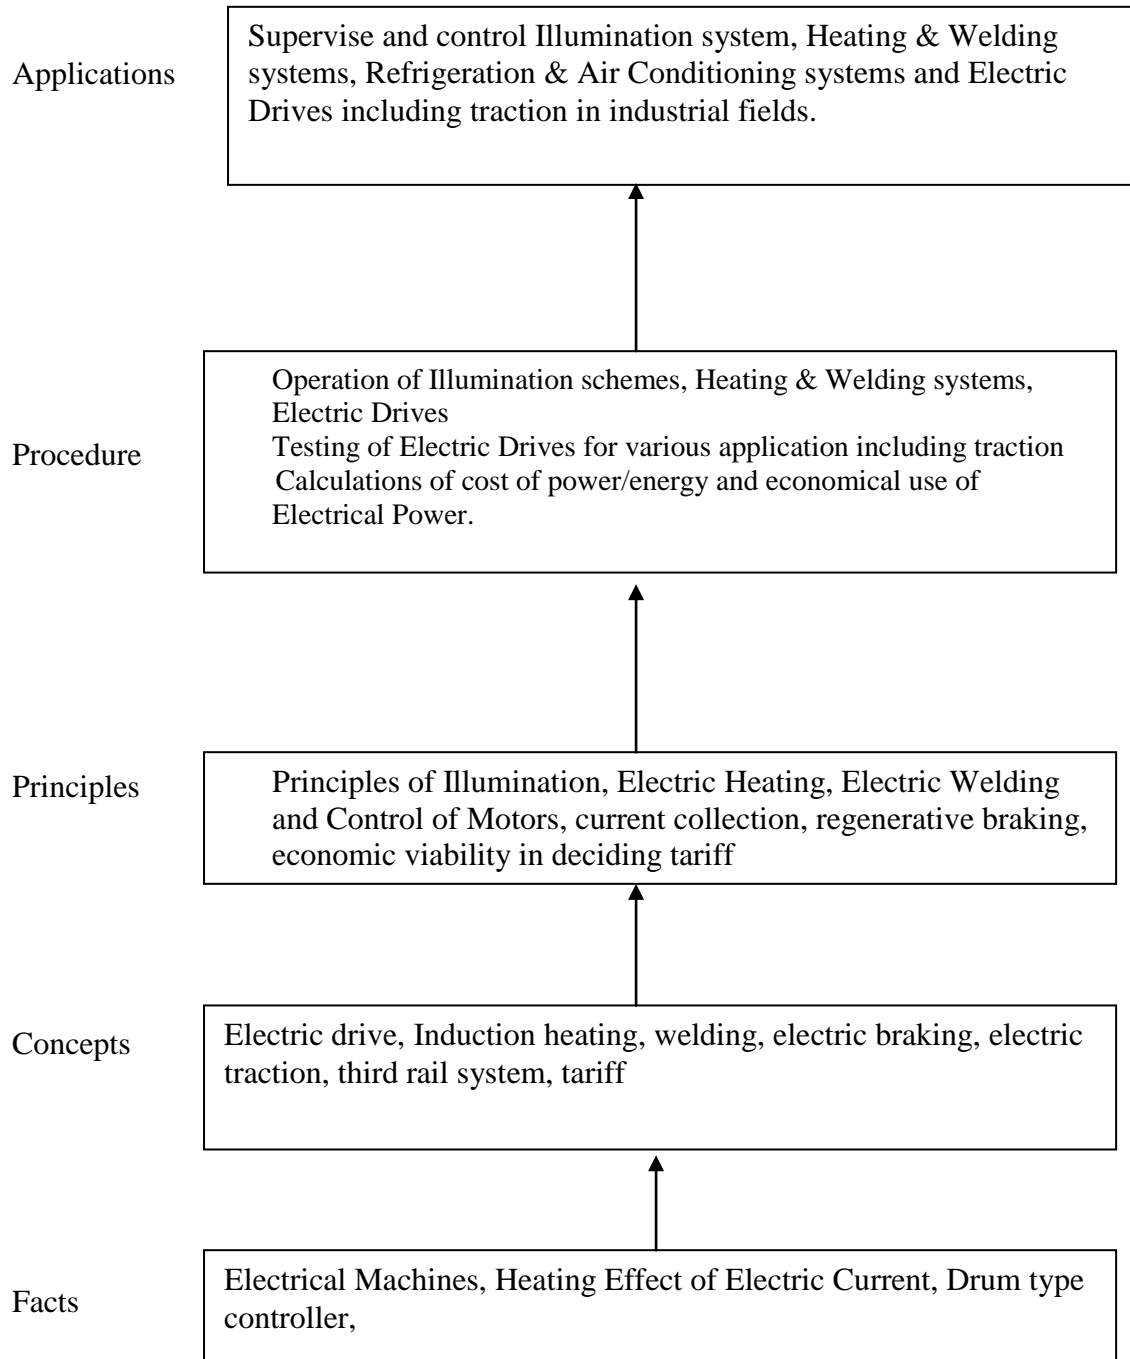 Applications
Supervise and control Illumination system, Heating & Welding
systems, Refrigeration & Air Conditioning systems and Electric
Drives including traction in industrial fields.
Procedure
Operation of Illumination schemes, Heating & Welding systems,
Electric Drives
Testing of Electric Drives for various application including traction
Calculations of cost of power/energy and economical use of
Electrical Power.
Principles
Principles of Illumination, Electric Heating, Electric Welding
and Control of Motors, current collection, regenerative braking,
economic viability in deciding tariff
Concepts
Electric drive, Induction heating, welding, electric braking, electric
traction, third rail system, tariff
Facts
Electrical Machines, Heating Effect of Electric Current, Drum type
controller,